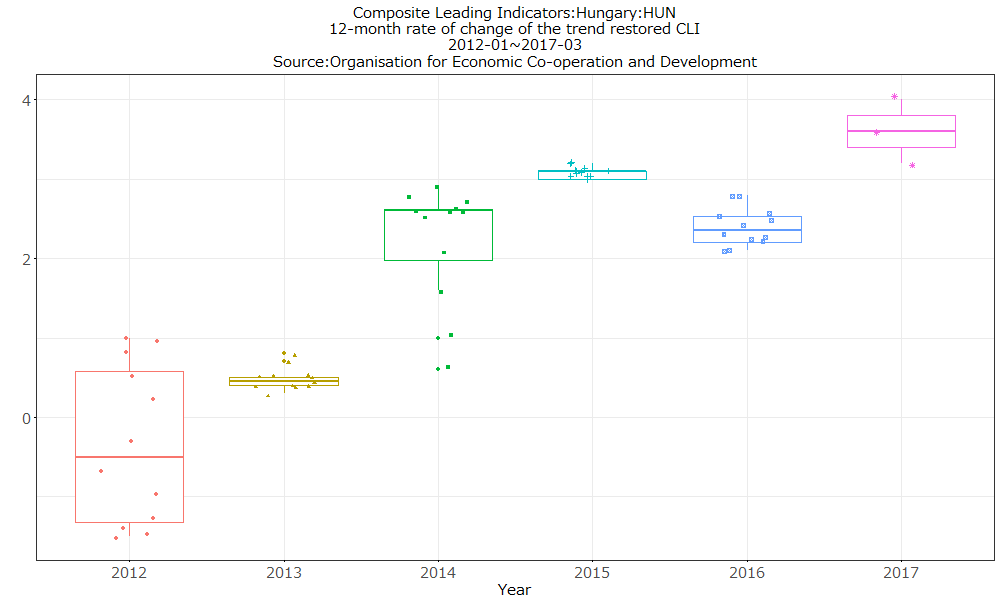 Composite Leading Indicators:Hungary:HUN
12-month rate of change of the trend restored CLI
2012-01~2017-03
Source:Organisation for Economic Co-operation and Development
4
2
0
2012 2013 2014 2015 2016 2017
Year